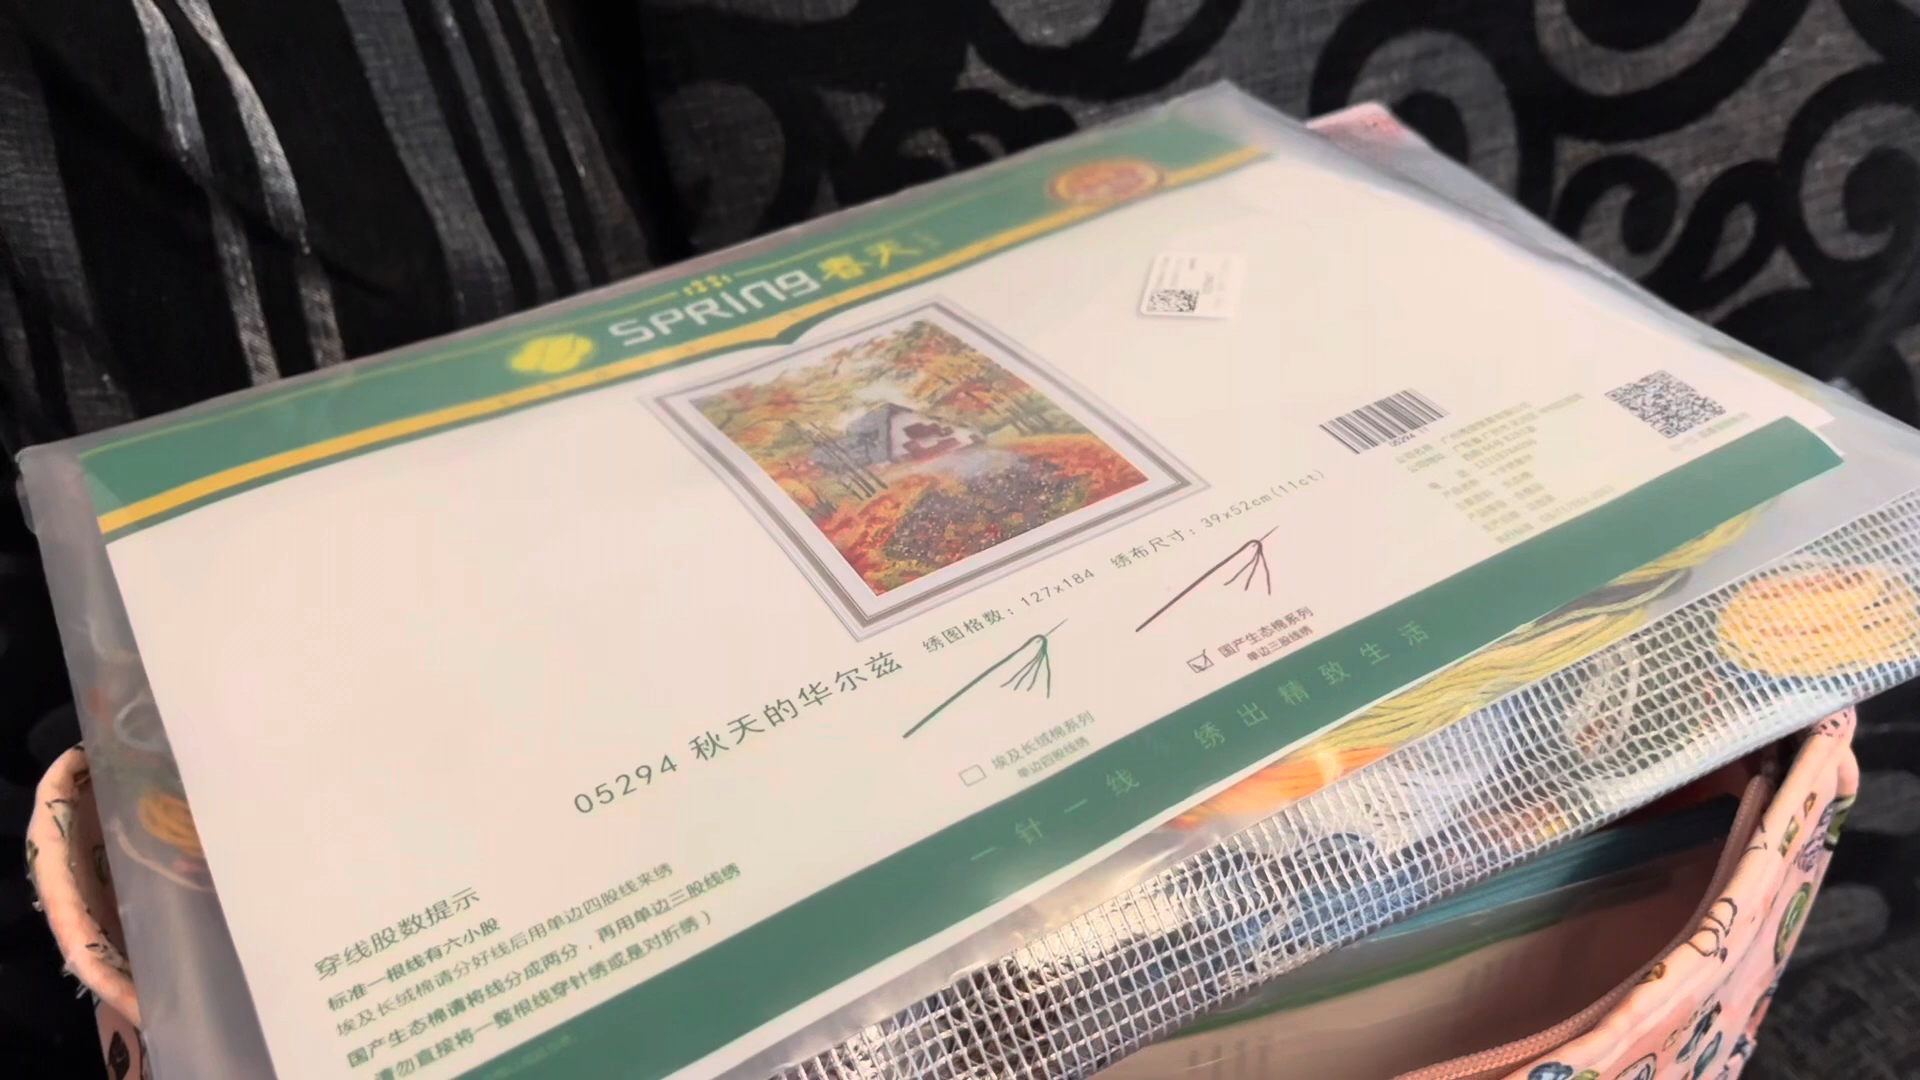 SPRING 春天
05294
05294 秋天的华尔兹
绣图格数：127x184
绣布尺寸：39x52cm(11ct)
埃及长绒棉系列
单边四股线绣
国产生态棉系列
单边三股线绣
一针一线 绣出精致生活
穿线股数提示
标准一根线有六小股
埃及长绒棉请分好线后用单边四股线来绣
国产生态棉请将线分成两分，再用单边三股线绣
请勿直接将一整根线穿针绣或是对折绣）